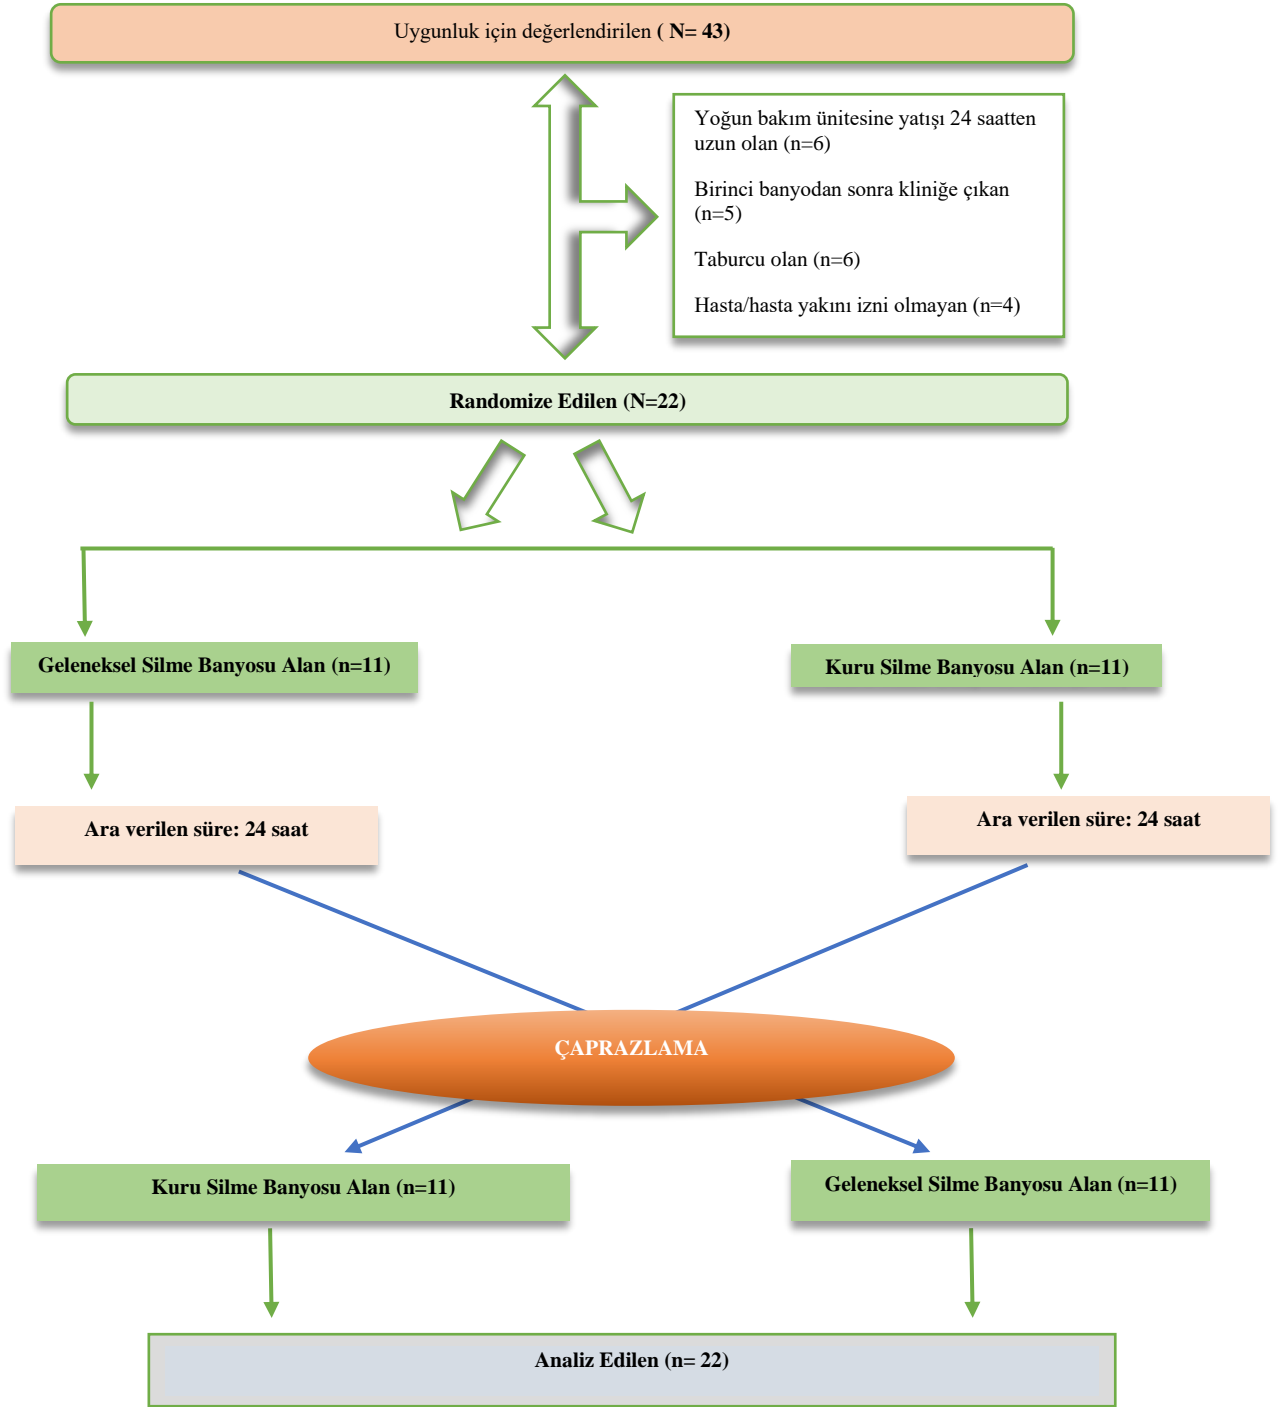 Uygunluk için değerlendirilen ( N= 43)
Yoğun bakım ünitesine yatışı 24 saatten
uzun olan (n=6)
Birinci banyodan sonra kliniğe çıkan
(n=5)
Taburcu olan (n=6)
Hasta/hasta yakını izni olmayan (n=4)
Randomize Edilen (N=22)
Geleneksel Silme Banyosu Alan (n=11)
Kuru Silme Banyosu Alan (n=11)
Ara verilen süre: 24 saat
Ara verilen süre: 24 saat
ÇAPRAZLAMA
Kuru Silme Banyosu Alan (n=11)
Geleneksel Silme Banyosu Alan (n=11)
Analiz Edilen (n= 22)